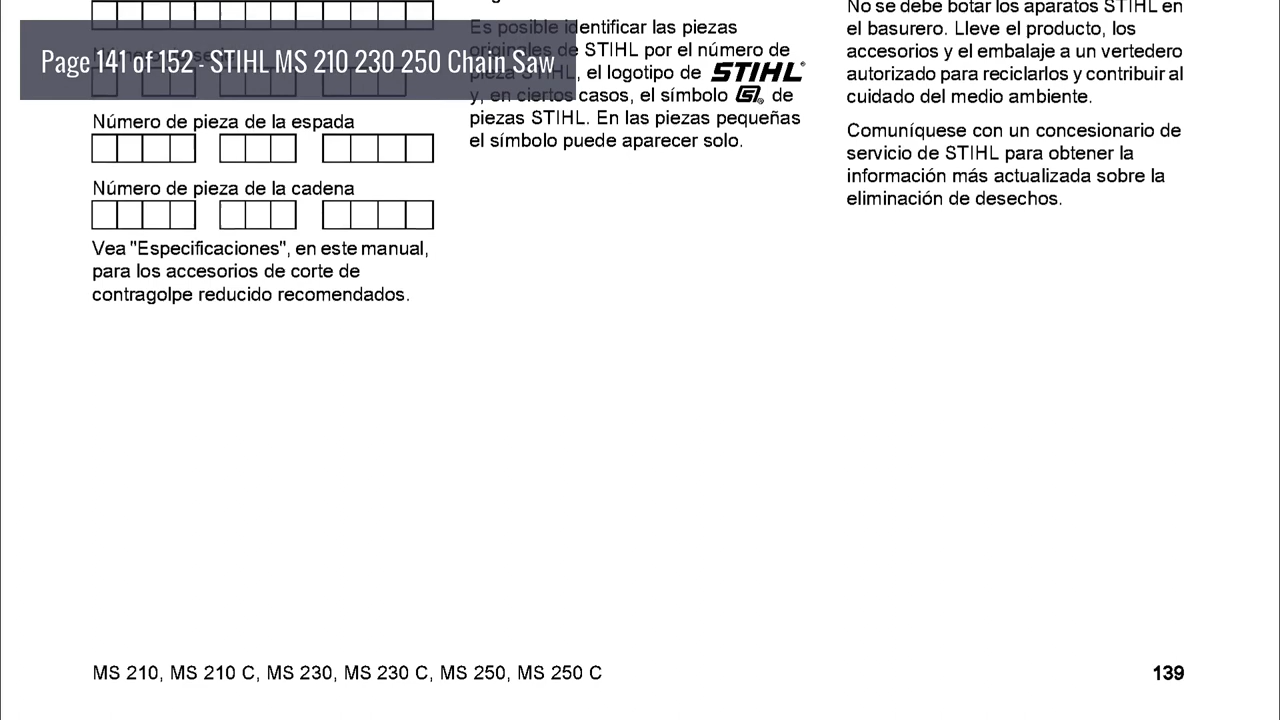 Page 141 of 152 - STIHL MS 210 230 250 Chain Saw
Número de pieza de la espada
Número de pieza de la cadena
Vea "Especificaciones", en este manual,
para los accesorios de corte de
contragolpe reducido recomendados.
Es posible identificar las piezas
originales de STIHL por el número de
pieza STIHL, el logotipo de STIHL®
y, en ciertos casos, el símbolo ® de
piezas STIHL. En las piezas pequeñas
el símbolo puede aparecer solo.
No se debe botar los aparatos STIHL en
el basurero. Lleve el producto, los
accesorios y el embalaje a un vertedero
autorizado para reciclarlos y contribuir al
cuidado del medio ambiente.
Comuníquese con un concesionario de
servicio de STIHL para obtener la
información más actualizada sobre la
eliminación de desechos.
MS 210, MS 210 C, MS 230, MS 230 C, MS 250, MS 250 C
139